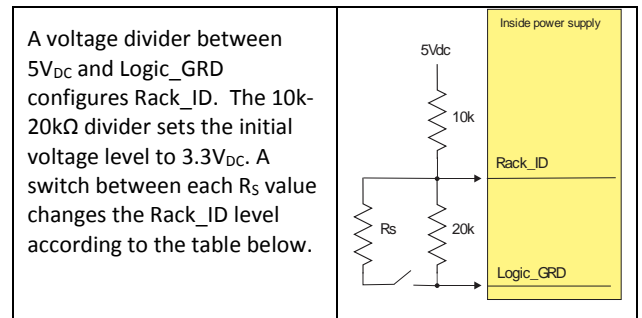 A voltage divider between
5VDC and Logic_GRD
configures Rack_ID. The 10k-
20kΩ divider sets the initial
voltage level to 3.3VDC. A
switch between each RS value
changes the Rack_ID level
according to the table below.
Inside power supply
5Vdc
10k
Rack_ID
Rs
20k
Logic_GRD